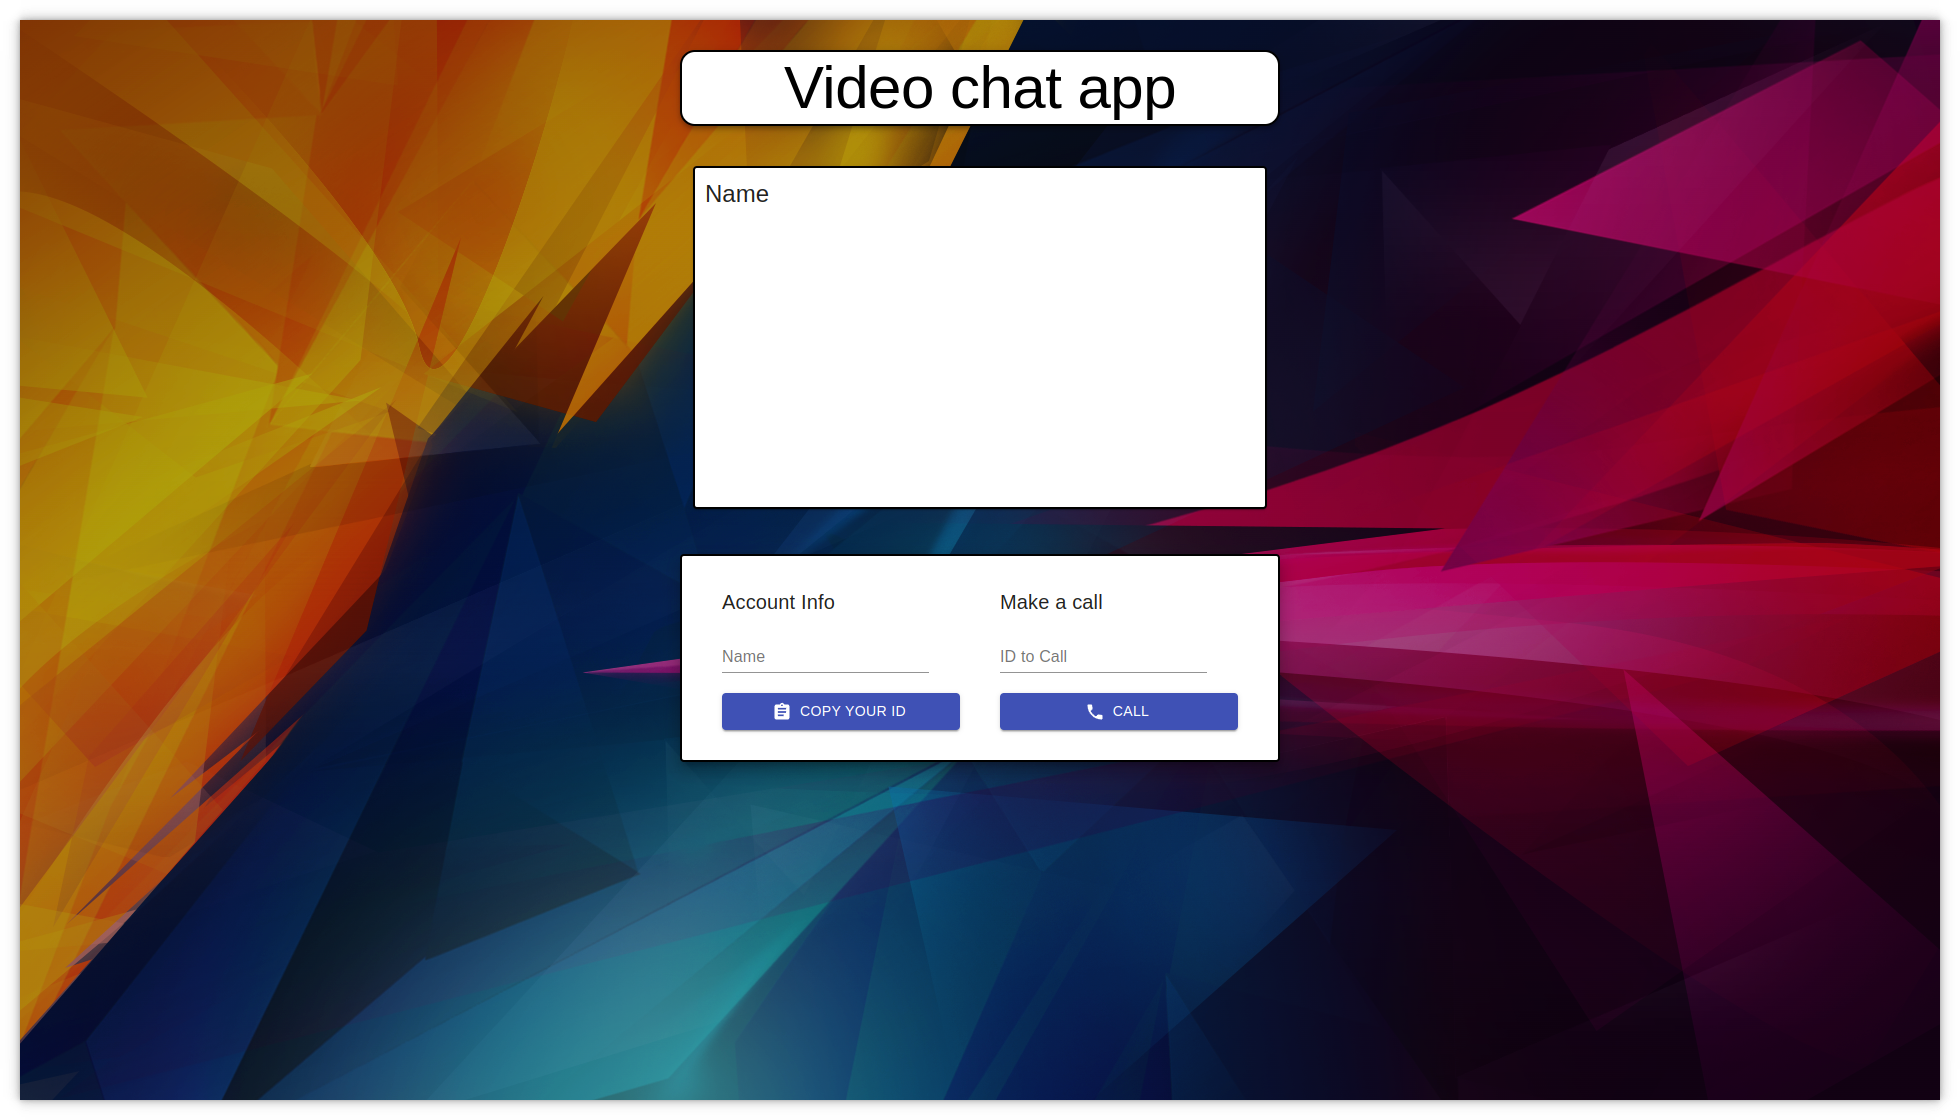 Video chat app
Name
Account Info
Make a call
Name
ID to Call
COPY YOUR ID
CALL